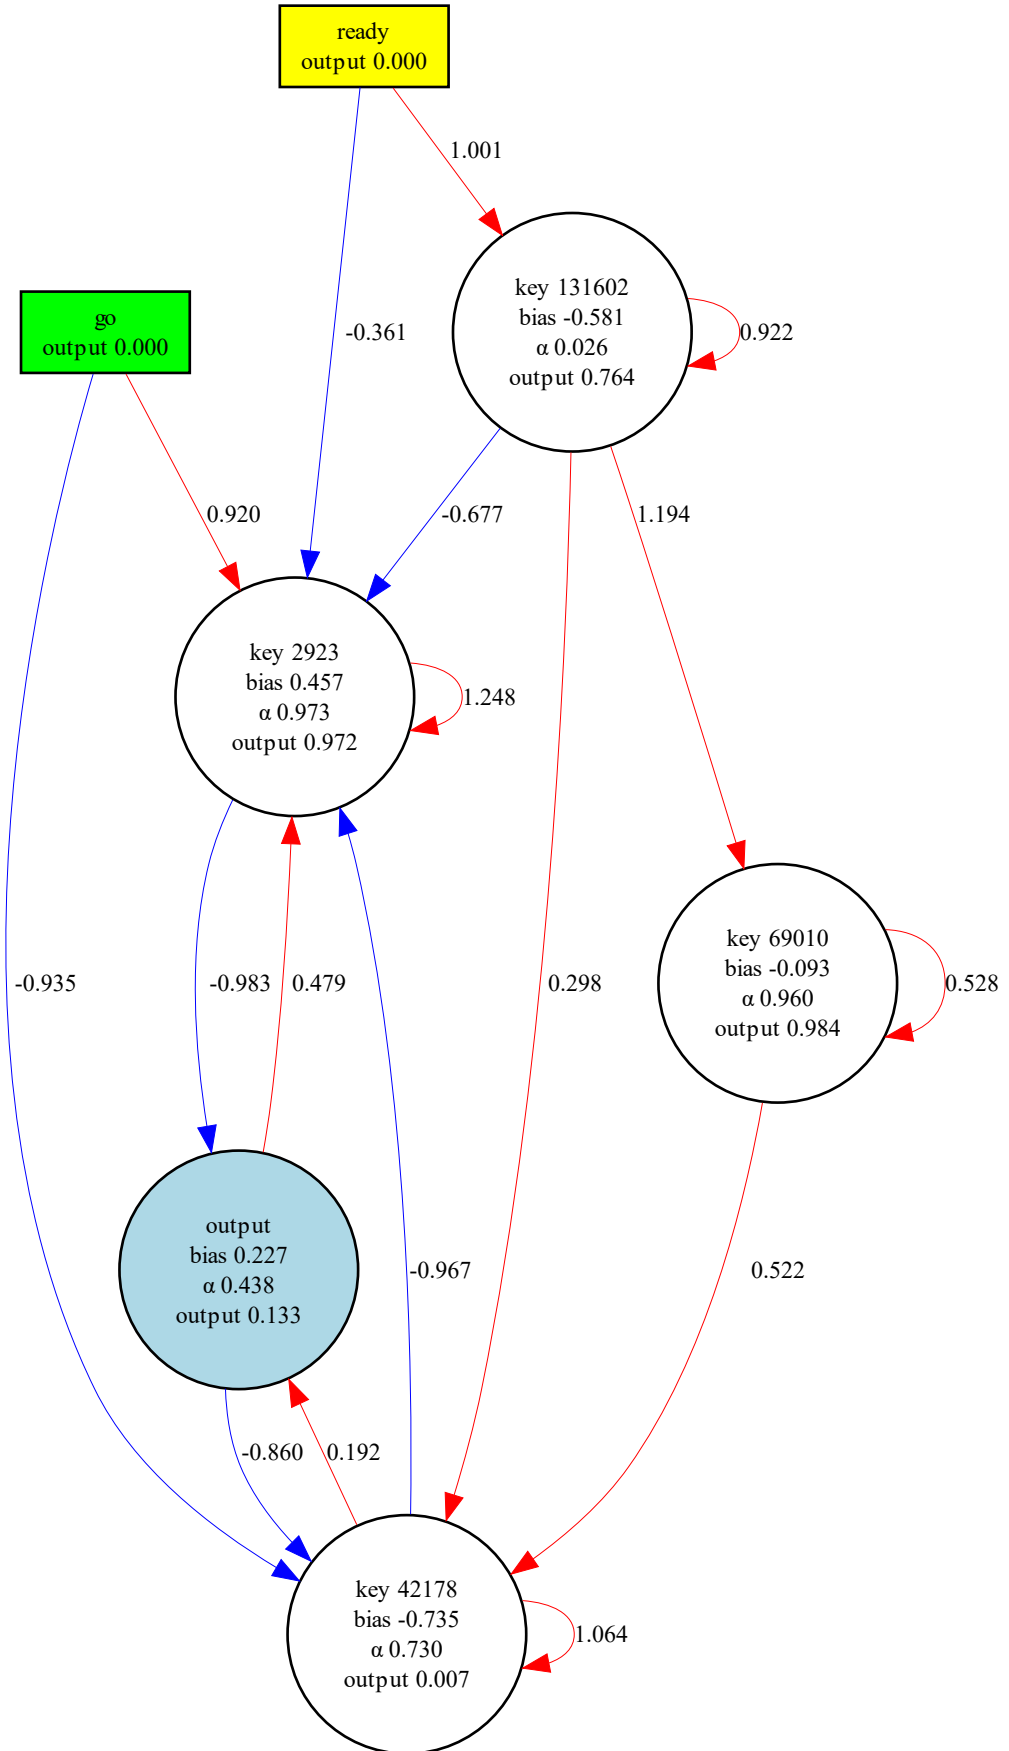 ready
output 0.000
1.001
key 131602
bias -0.581
α 0.026
output 0.764
0.922
go
output 0.000
-0.361
0.920
-0.677
1.194
key 2923
bias 0.457
α 0.973
output 0.972
1.248
key 69010
bias -0.093
α 0.960
output 0.984
0.528
-0.935
-0.983
0.479
0.298
output
bias 0.227
α 0.438
output 0.133
-0.967
0.522
-0.860
0.192
key 42178
bias -0.735
α 0.730
output 0.007
1.064